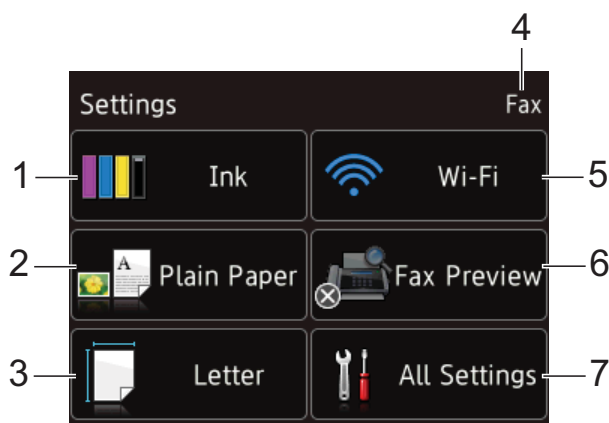 4
Settings Fax
1 Ink Wi-Fi 5
2 A Plain Paper Fax Preview 6
3 Letter All Settings 7